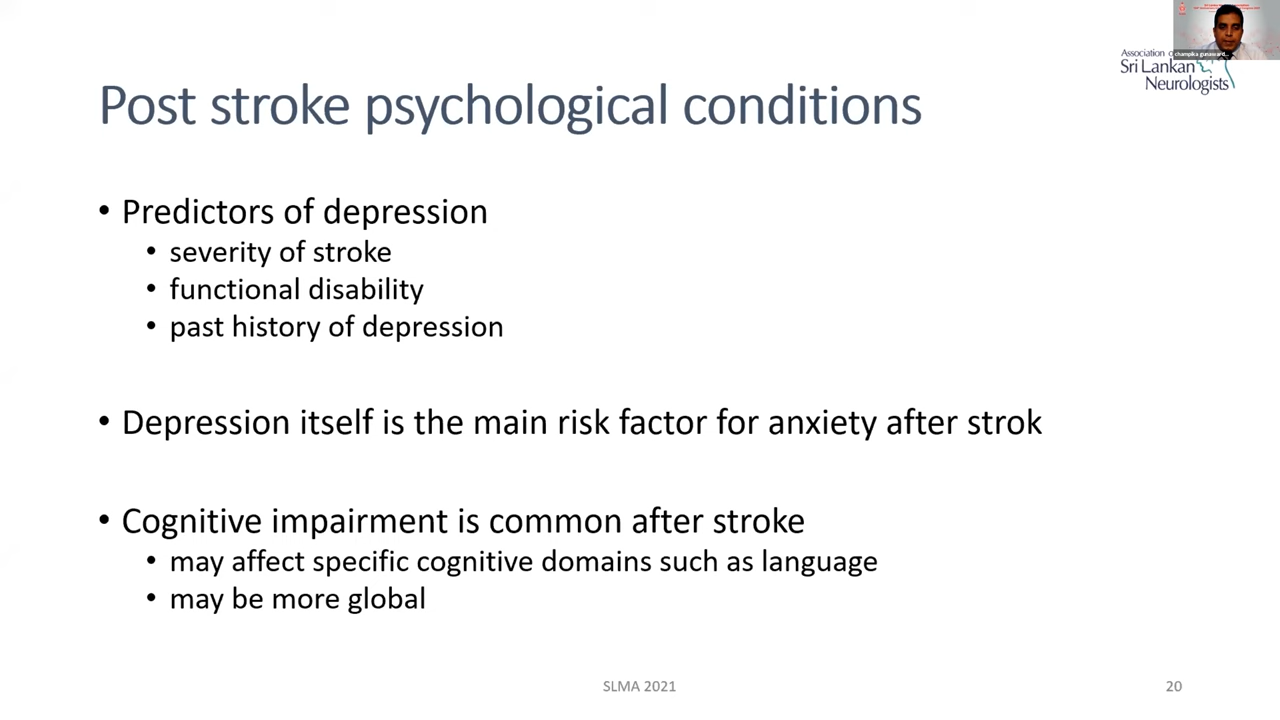 Association
Sri Lankan
Neurologists
champika gunaward...
Post stroke psychological conditions
• Predictors of depression
• severity of stroke
• functional disability
• past history of depression
• Depression itself is the main risk factor for anxiety after strok
• Cognitive impairment is common after stroke
• may affect specific cognitive domains such as language
• may be more global
SLMA 2021
20